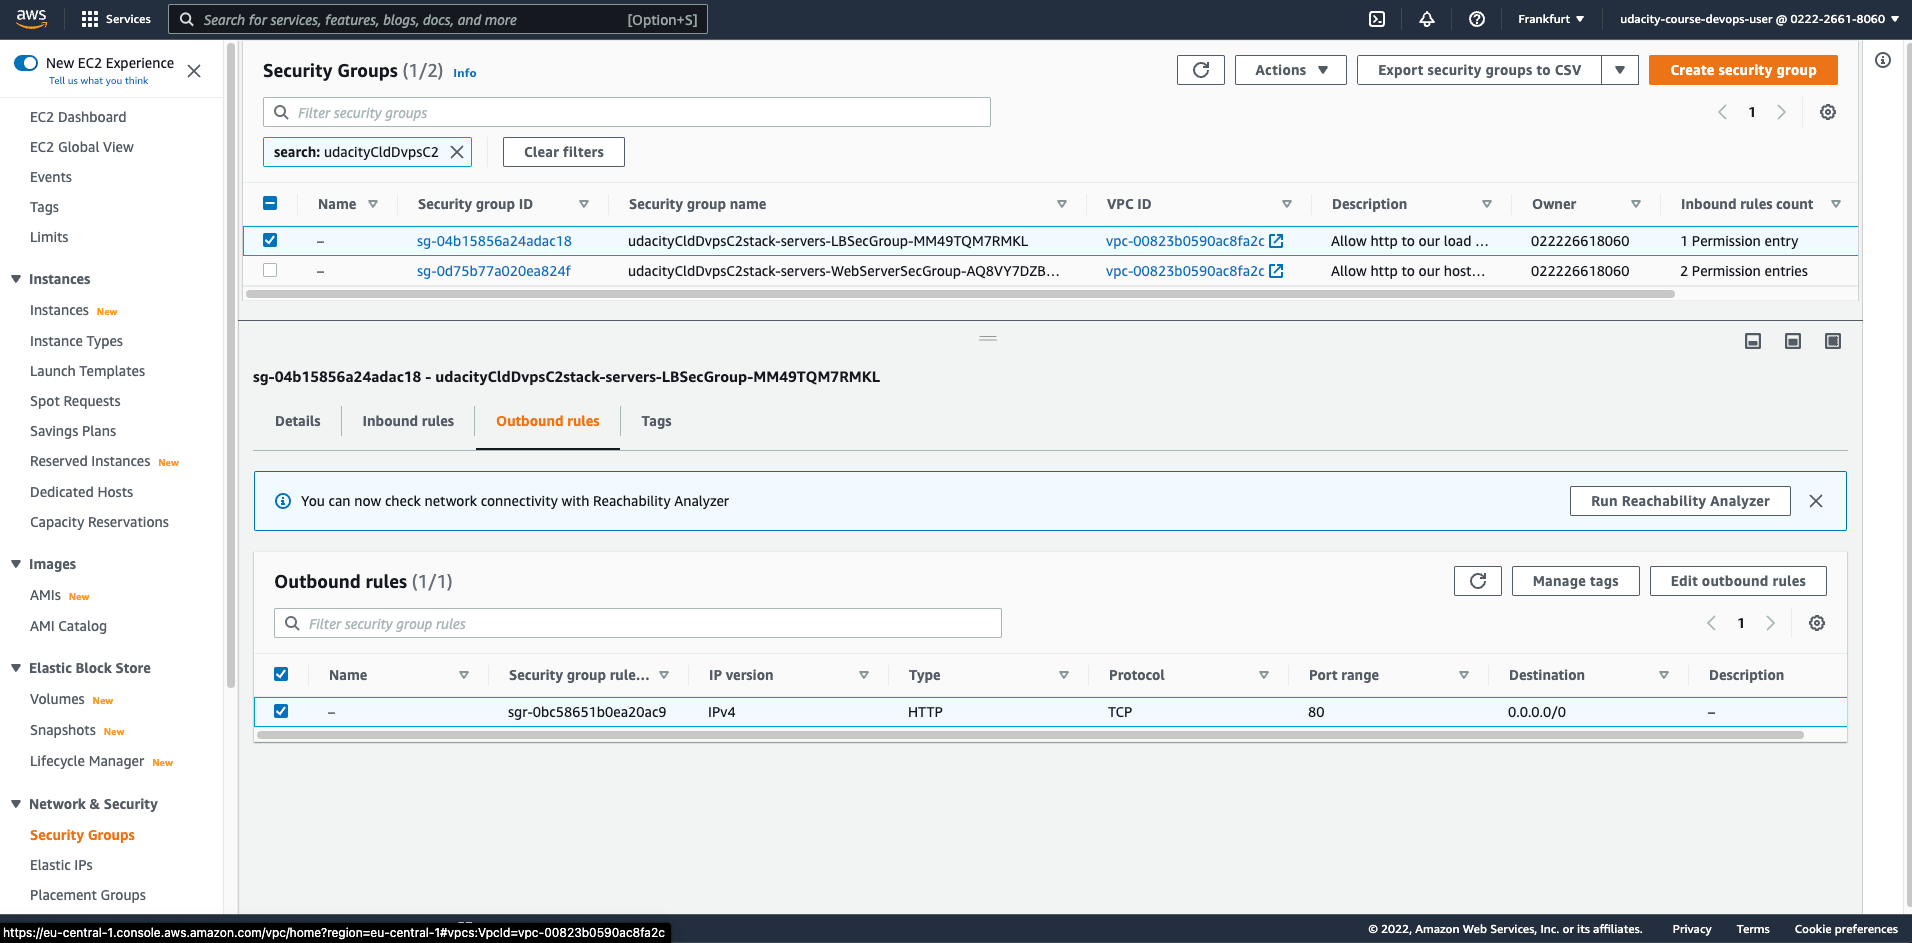 aws
Services
Search for services, features, blogs, docs, and more
[Option+S]
Frankfurt ▼
udacity-course-devops-user @ 0222-2661-8060 ▼
New EC2 Experience
Tell us what you think
EC2 Dashboard
EC2 Global View
Events
Tags
Limits
Instances
Instances New
Instance Types
Launch Templates
Spot Requests
Savings Plans
Reserved Instances New
Dedicated Hosts
Capacity Reservations
Images
AMIs New
AMI Catalog
Elastic Block Store
Volumes New
Snapshots New
Lifecycle Manager New
Network & Security
Security Groups
Elastic IPs
Placement Groups
Security Groups (1/2) Info
Actions
Export security groups to CSV
Create security group
Filter security groups
1
search: udacityCldDvpsC2
Clear filters
Name
Security group ID
Security group name
VPC ID
Description
Owner
Inbound rules count
– sg-04b15856a24adac18 udacityCldDvpsC2stack-servers-LBSecGroup-MM49TQM7RMKL vpc-00823b0590ac8fa2c Allow http to our load ... 022226618060 1 Permission entry
– sg-0d75b77a020ea824f udacityCldDvpsC2stack-servers-WebServerSecGroup-AQ8VY7DZB... vpc-00823b0590ac8fa2c Allow http to our host... 022226618060 2 Permission entries
sg-04b15856a24adac18 - udacityCldDvpsC2stack-servers-LBSecGroup-MM49TQM7RMKL
Details
Inbound rules
Outbound rules
Tags
You can now check network connectivity with Reachability Analyzer
Run Reachability Analyzer
Outbound rules (1/1)
Manage tags
Edit outbound rules
Filter security group rules
1
Name
Security group rule...
IP version
Type
Protocol
Port range
Destination
Description
– sgr-0bc58651b0ea20ac9 IPv4 HTTP TCP 80 0.0.0.0/0 –
https://eu-central-1.console.aws.amazon.com/vpc/home?region=eu-central-1#vpcs:VpcId=vpc-00823b0590ac8fa2c
© 2022, Amazon Web Services, Inc. or its affiliates.
Privacy
Terms
Cookie preferences